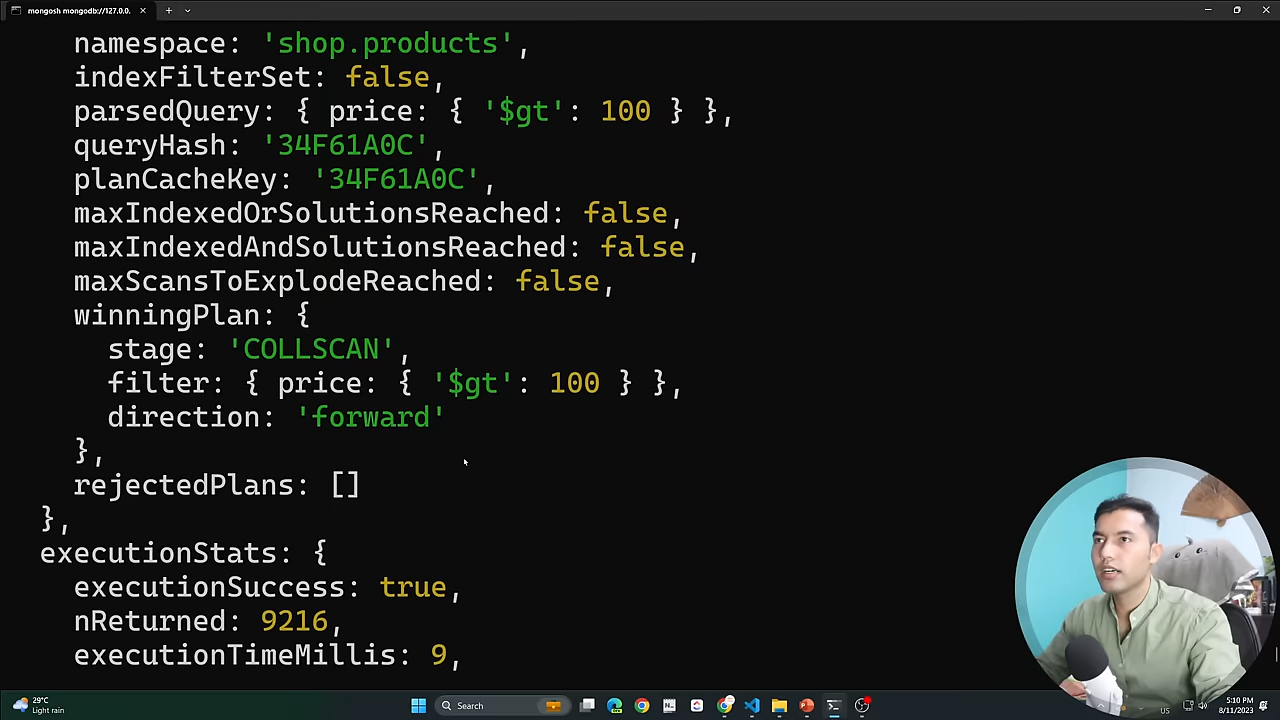 mongosh mongodb://127.0.0.
namespace: 'shop.products',
indexFilterSet: false,
parsedQuery: { price: { '$gt': 100 } },
queryHash: '34F61A0C',
planCacheKey: '34F61A0C',
maxIndexedOrSolutionsReached: false,
maxIndexedAndSolutionsReached: false,
maxScansToExplodeReached: false,
winningPlan: {
stage: 'COLLSCAN',
filter: { price: { '$gt': 100 } },
direction: 'forward'
},
rejectedPlans: []
},
executionStats: {
executionSuccess: true,
nReturned: 9216,
executionTimeMillis: 9,
29°C
Light rain
Search
US
5:10 PM
8/11/2023